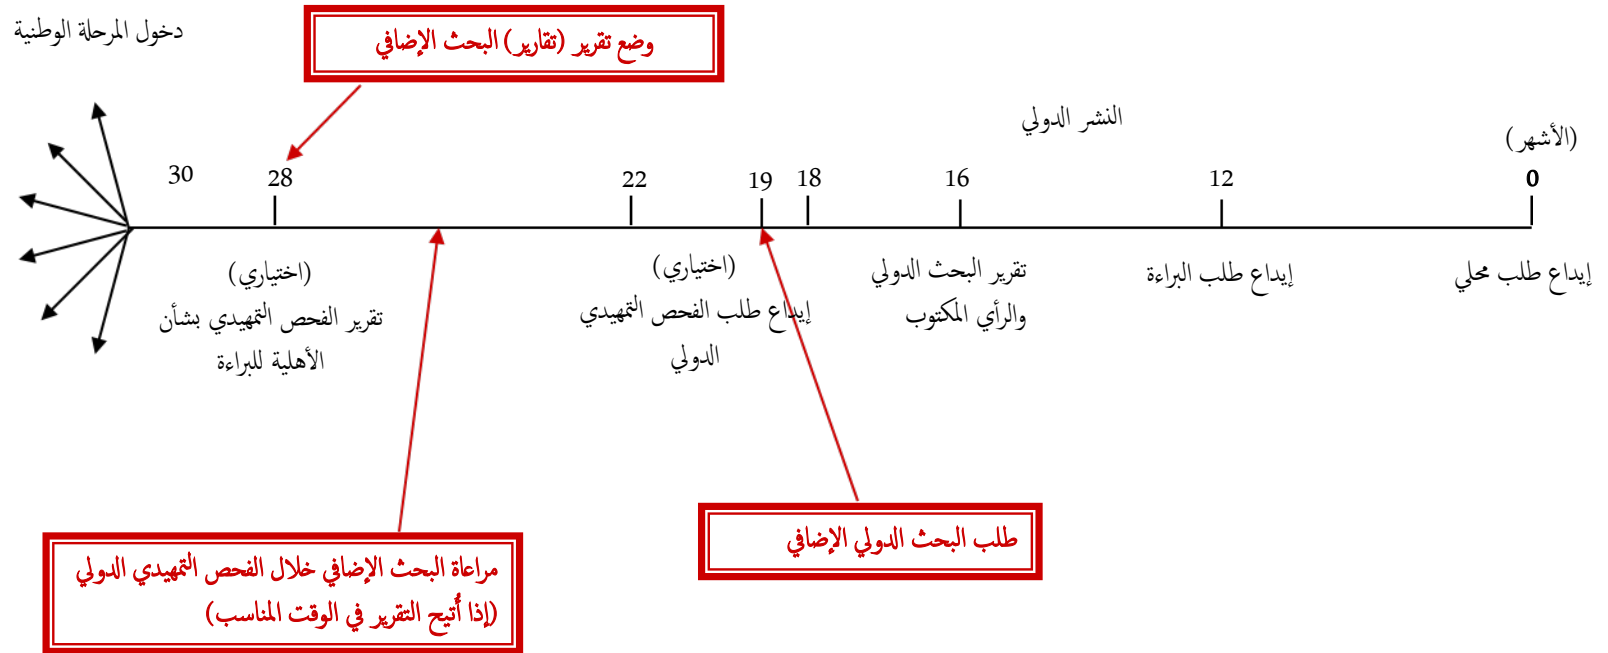 دخول المرحلة الوطنية
وضع تقرير (تقارير) البحث الإضافي
النشر الدولي
(الأشهر)
0
12
16
18
19
22
28
30
إيداع طلب محلي
إيداع طلب البراءة
تقرير البحث الدولي
والرأي المكتوب
(اختياري)
إيداع طلب الفحص التمهيدي
الدولي
(اختياري)
تقرير الفحص التمهيدي بشأن
الأهلية للبراءة
طلب البحث الدولي الإضافي
مراعاة البحث الإضافي خلال الفحص التمهيدي الدولي
(إذا أُتيح التقرير في الوقت المناسب)